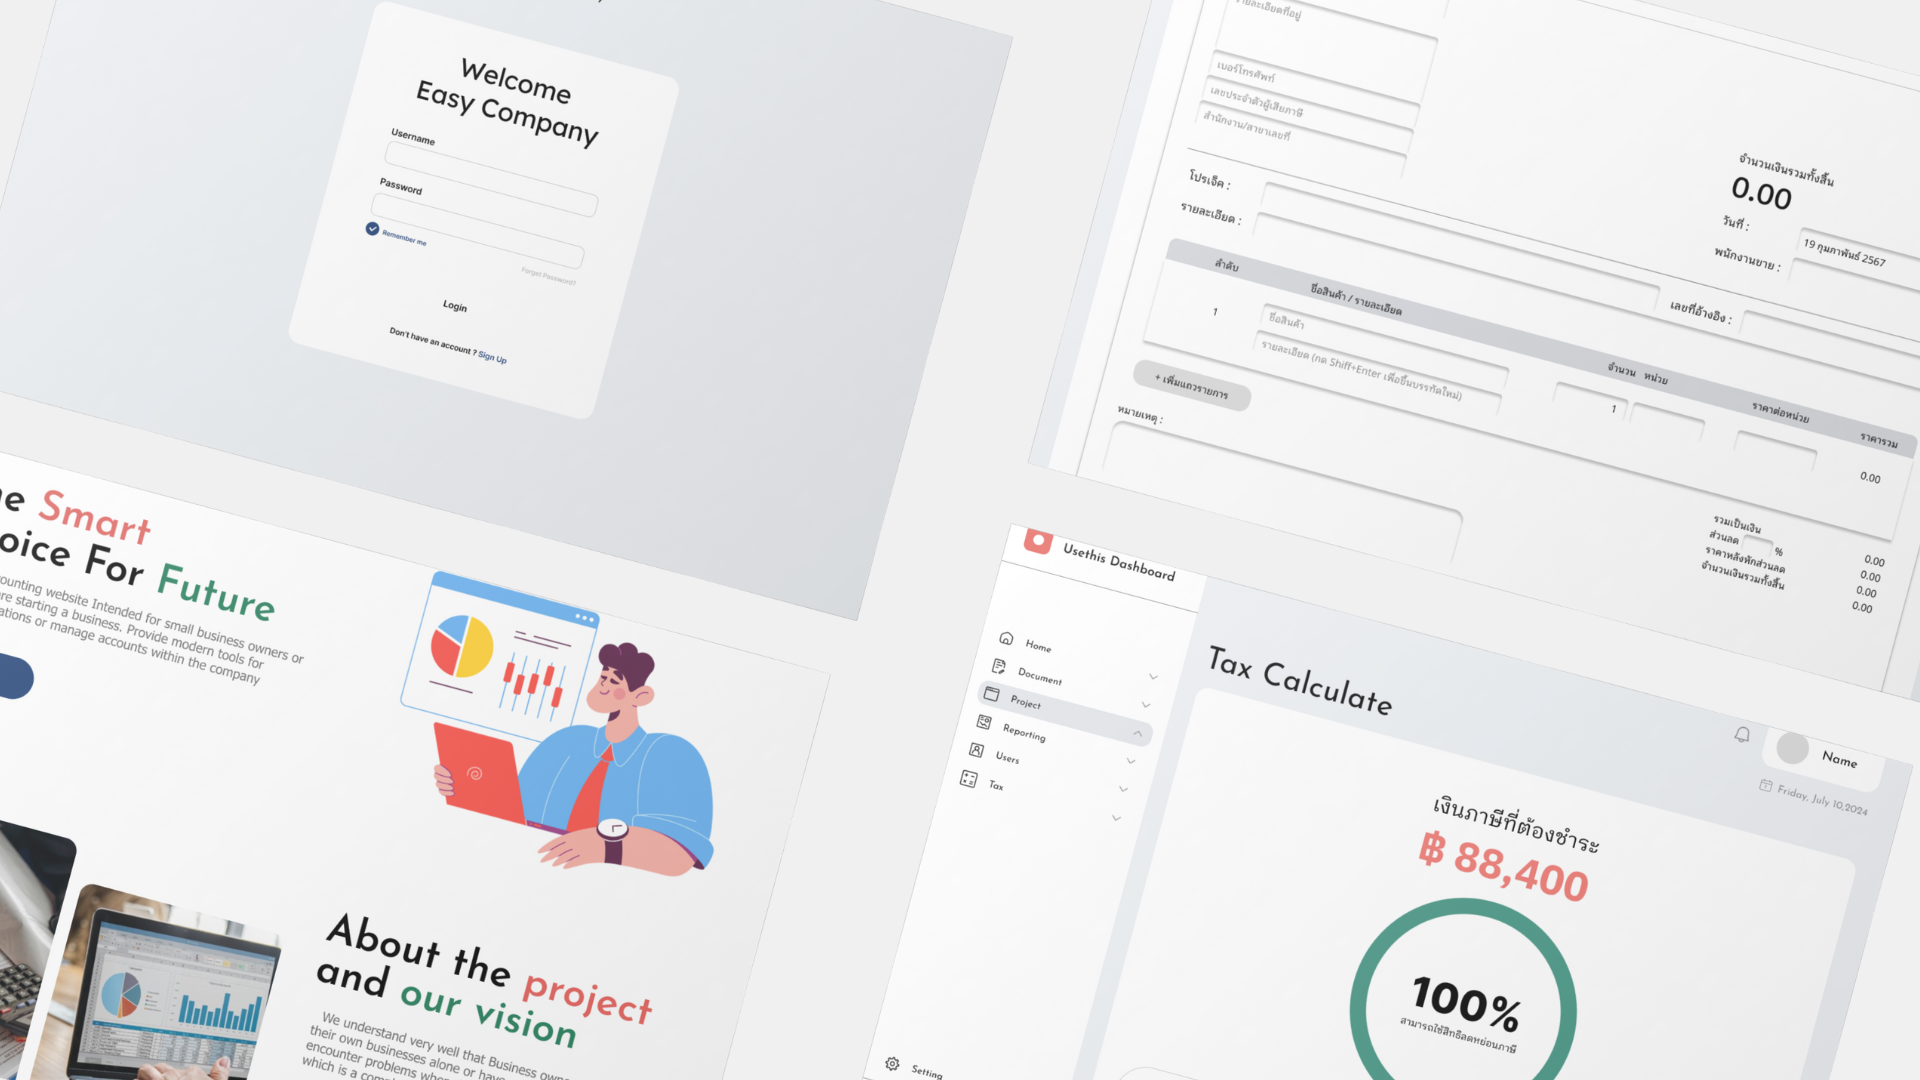 Welcome
Easy Company
Username
Password
Remember me
Forget Password?
Login
Don't have an account ? Sign Up
รายละเอียดที่อยู่
เบอร์โทรศัพท์
เลขประจำตัวผู้เสียภาษี
สำนักงาน/สาขาเลขที่
จำนวนเงินรวมทั้งสิ้น
0.00
วันที่ :
19 กุมภาพันธ์ 2567
พนักงานขาย :
โปรเจ็ค :
รายละเอียด :
เลขที่อ้างอิง :
ลำดับ
ชื่อสินค้า / รายละเอียด
จำนวน
หน่วย
ราคาต่อหน่วย
ราคารวม
1
ชื่อสินค้า
รายละเอียด (กด Shiff+Enter เพื่อขึ้นบรรทัดใหม่)
1
0.00
+ เพิ่มแถวรายการ
หมายเหตุ :
รวมเป็นเงิน
0.00
ส่วนลด
%
0.00
ราคาหลังหักส่วนลด
0.00
จำนวนเงินรวมทั้งสิ้น
0.00
Smart
For Future
website Intended for small business owners or
starting a business. Provide modern tools for
or manage accounts within the company
About the project
and our vision
We understand very well that Business
their own businesses alone or
encounter problems
which is a
Usethis Dashboard
Home
Document
Project
Reporting
Users
Tax
Setting
Tax Calculate
Name
Friday, July 10,2024
เงินภาษีที่ต้องชำระ
฿ 88,400
100%
สามารถใช้สิทธิลดหย่อนภาษี